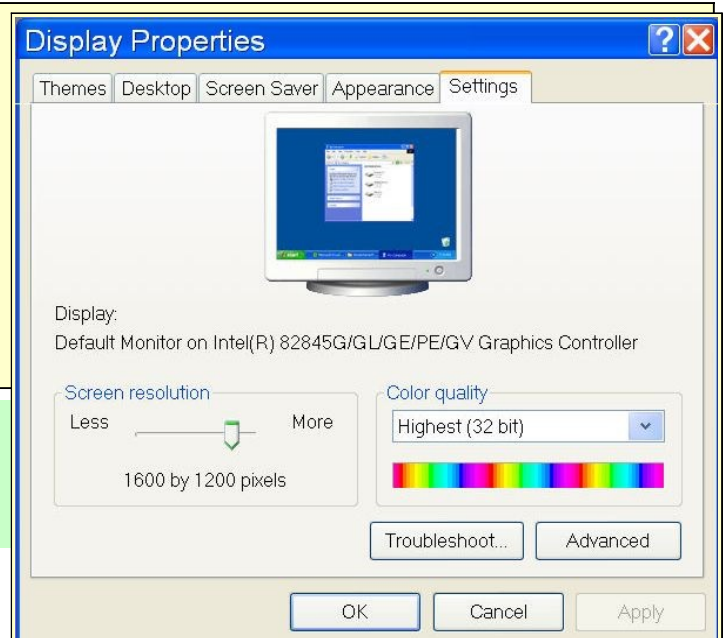 Display Properties
Themes Desktop Screen Saver Appearance Settings
Display:
Default Monitor on Intel(R) 82845G/GL/GE/PE/GV Graphics Controller
Screen resolution
Less More
1600 by 1200 pixels
Color quality
Highest (32 bit)
Troubleshoot... Advanced
OK Cancel Apply